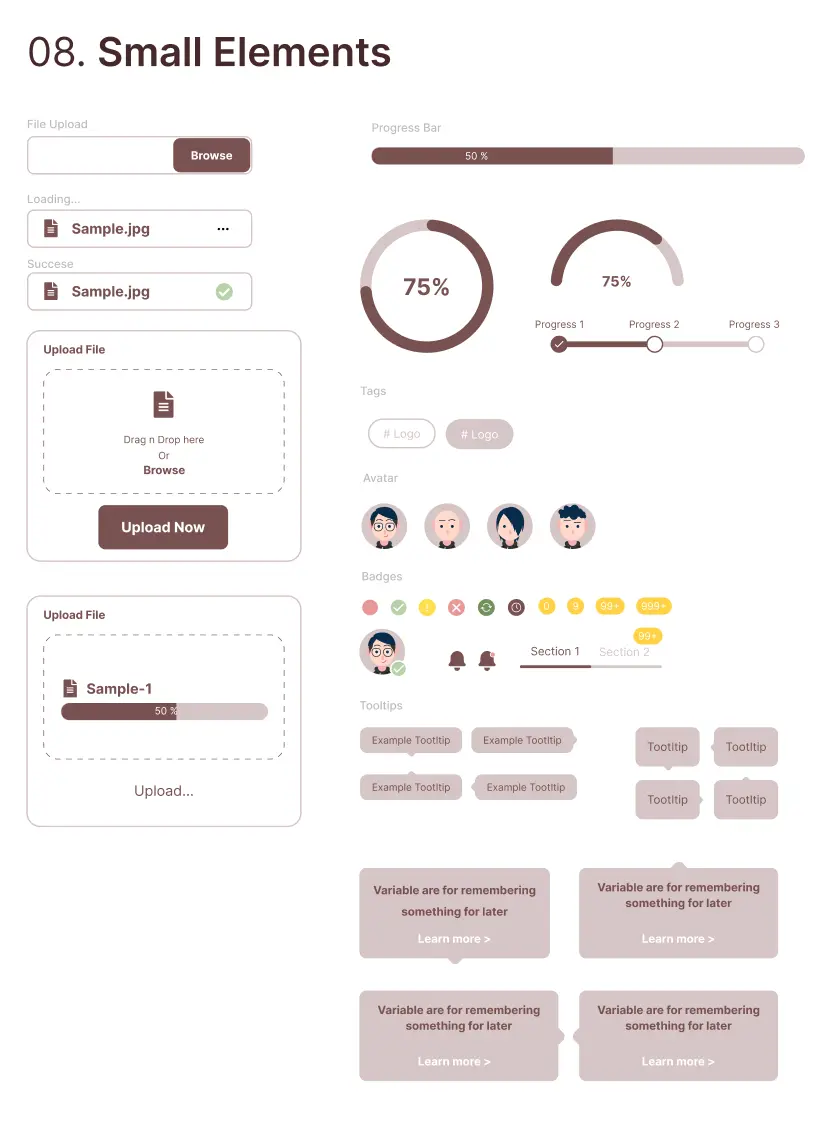 08. Small Elements
File Upload
Browse
Loading...
Sample.jpg
Succese
Sample.jpg
Upload File
Drag n Drop here
Or
Browse
Upload Now
Upload File
Sample-1
50 %
Upload...
Progress Bar
50 %
75%
75%
Progress 1
Progress 2
Progress 3
Tags
# Logo
# Logo
Avatar
Badges
!
0
9
99+
999+
99+
Section 1
Section 2
Tooltips
Example Tootltip
Example Tootltip
Example Tootltip
Example Tootltip
Tootltip
Tootltip
Tootltip
Tootltip
Variable are for remembering
something for later
Learn more >
Variable are for remembering
something for later
Learn more >
Variable are for remembering
something for later
Learn more >
Variable are for remembering
something for later
Learn more >